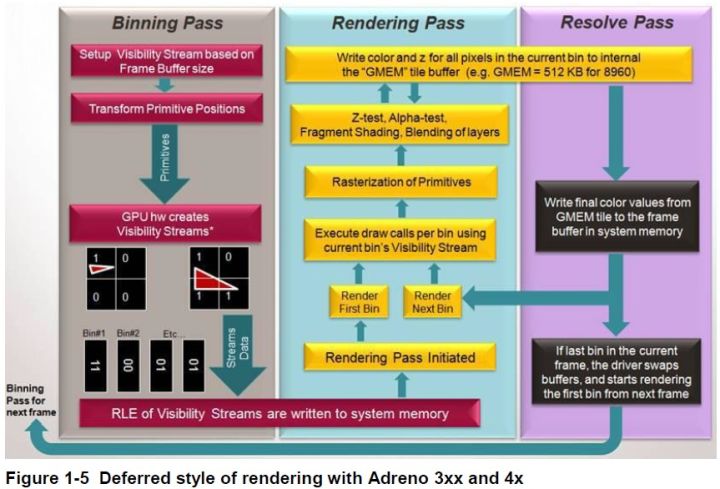 Binning Pass
Setup Visibility Stream based on
Frame Buffer size
Transform Primitive Positions
Primitives
GPU hw creates
Visibility Streams*
1 0
0 0
1 0
1 1
Bin#1 Bin#2 Etc...
11 00 01 01
Streams
Data
RLE of Visibility Streams are written to system memory
Binning
Pass for
next frame
Rendering Pass
Write color and z for all pixels in the current bin to internal
the “GMEM” tile buffer (e.g. GMEM = 512 KB for 8960)
Z-test, Alpha-test,
Fragment Shading, Blending of layers
Rasterization of Primitives
Execute draw calls per bin using
current bin's Visibility Stream
Render
First Bin
Render
Next Bin
Rendering Pass Initiated
Resolve Pass
Write final color values from
GMEM tile to the frame
buffer in system memory
If last bin in the current
frame, the driver swaps
buffers, and starts rendering
the first bin from next frame
Figure 1-5 Deferred style of rendering with Adreno 3xx and 4x